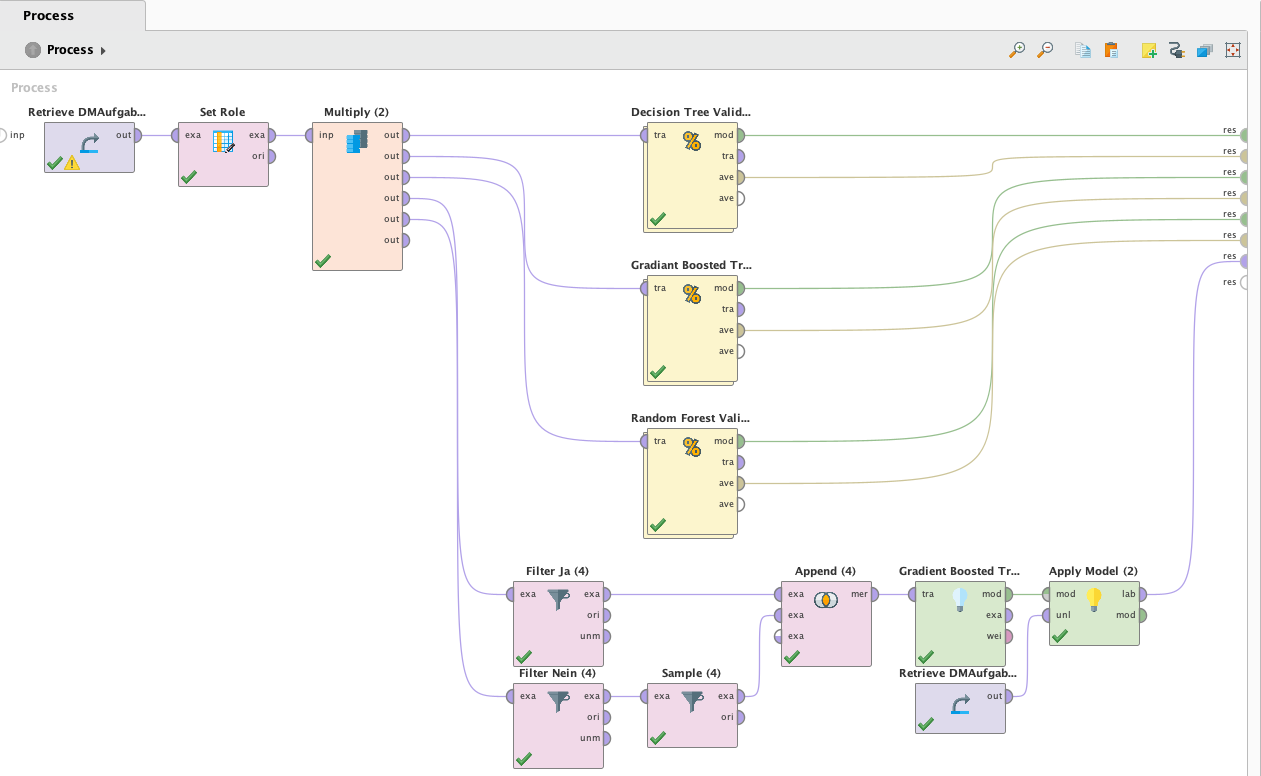 Process
Process
Process
inp
Retrieve DMAufgab...
out
Set Role
exa exa
ori
Multiply (2)
inp out
out
out
out
out
out
Decision Tree Valid...
tra mod
tra
ave
ave
Gradiant Boosted Tr...
tra mod
tra
ave
ave
Random Forest Vali...
tra mod
tra
ave
ave
res
res
res
res
res
res
res
res
Filter Ja (4)
exa exa
ori
unm
Append (4)
exa mer
exa
exa
Gradient Boosted Tr...
tra mod
exa
wei
Apply Model (2)
mod lab
unl mod
Filter Nein (4)
exa exa
ori
unm
Sample (4)
exa exa
ori
Retrieve DMAufgab...
out